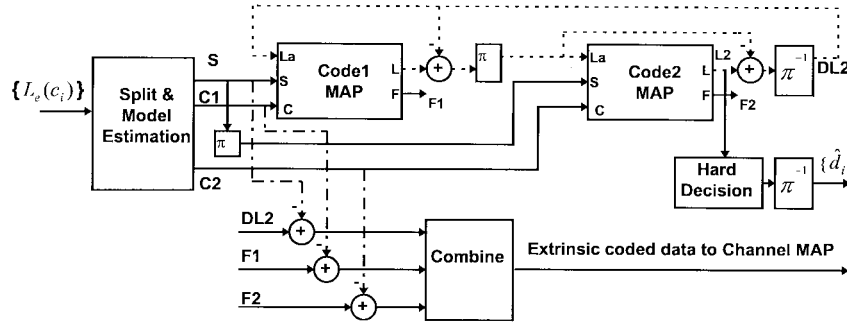 {L_e(c_i)}
Split &
Model
Estimation
S
C1
C2
π
La
S
C
Code1
MAP
L
F
F1
+
π
La
S
C
Code2
MAP
L2
L
F
F2
+
π^{-1}
DL2
Hard
Decision
π^{-1}
{\hat{d}_i
DL2
F1
F2
-
-
-
+
+
+
Combine
Extrinsic coded data to Channel MAP